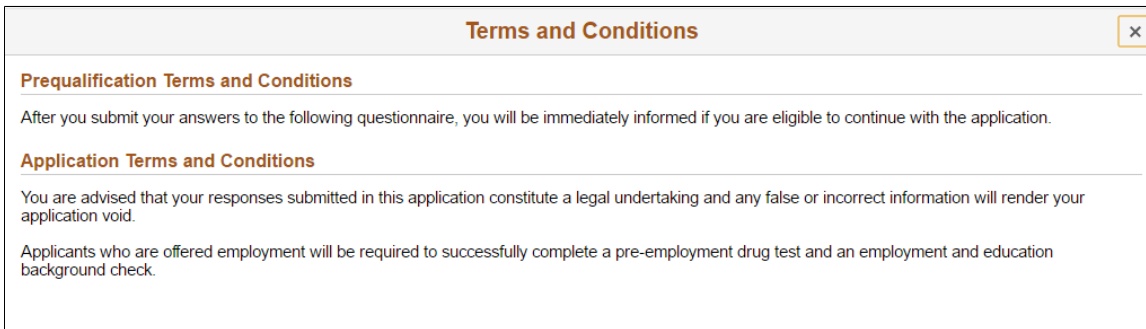 Terms and Conditions
Prequalification Terms and Conditions
After you submit your answers to the following questionnaire, you will be immediately informed if you are eligible to continue with the application.
Application Terms and Conditions
You are advised that your responses submitted in this application constitute a legal undertaking and any false or incorrect information will render your
application void.
Applicants who are offered employment will be required to successfully complete a pre-employment drug test and an employment and education
background check.